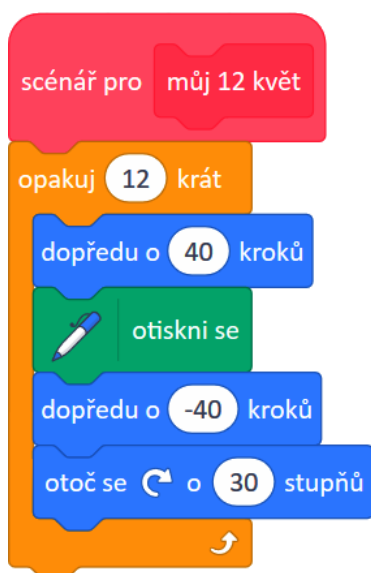 scénář pro můj 12 květ
opakuj 12 krát
dopředu o 40 kroků
otiskni se
dopředu o -40 kroků
otoč se o 30 stupňů